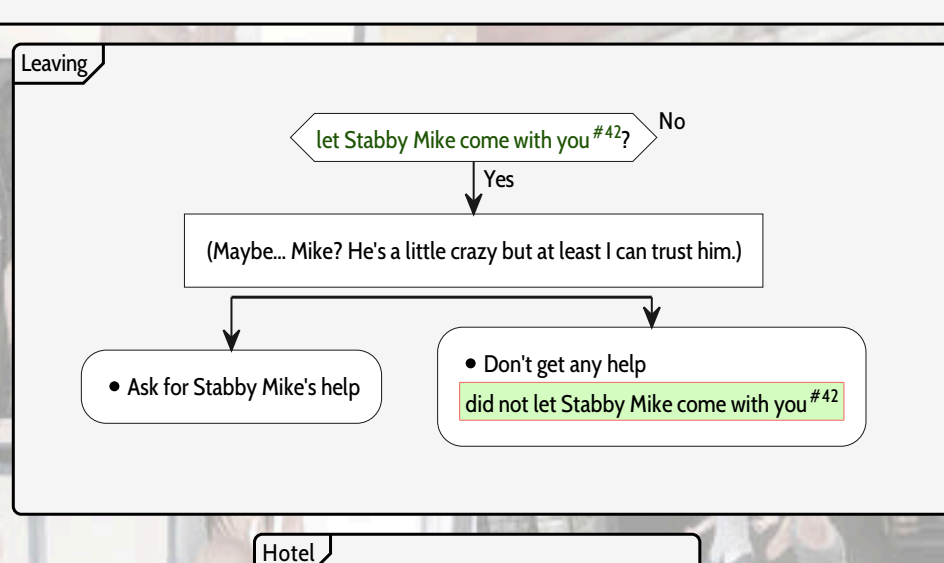 Leaving
let Stabby Mike come with you #42?
No
Yes
(Maybe... Mike? He's a little crazy but at least I can trust him.)
• Ask for Stabby Mike's help
• Don't get any help
did not let Stabby Mike come with you #42
Hotel